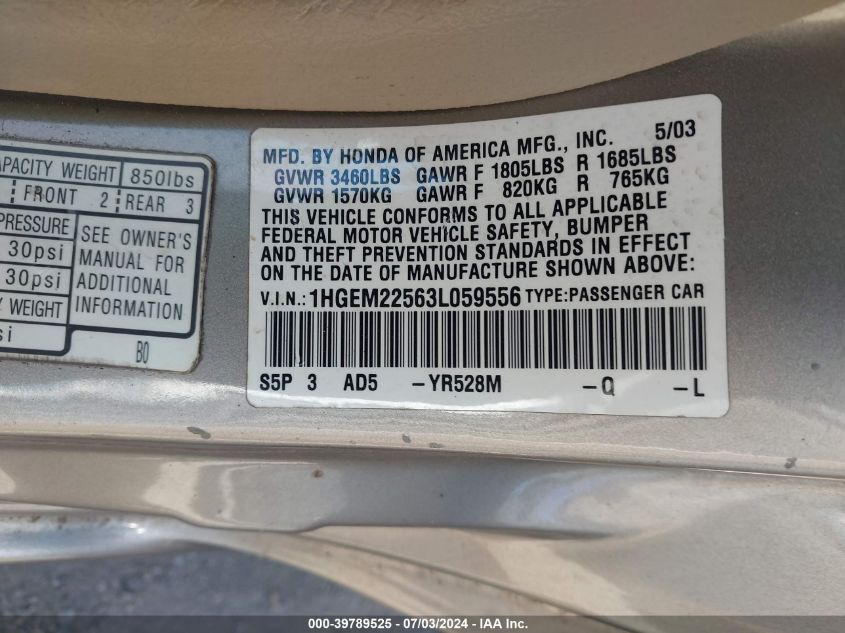 APACITY WEIGHT 850lbs
FRONT 2 REAR 3
PRESSURE SEE OWNER'S
30psi MANUAL FOR
30psi ADDITIONAL
Y WEIGHT INFORMATION
si
B0
MFD. BY HONDA OF AMERICA MFG., INC. 5/03
GVWR 3460LBS GAWR F 1805LBS R 1685LBS
GVWR 1570KG GAWR F 820KG R 765KG
THIS VEHICLE CONFORMS TO ALL APPLICABLE
FEDERAL MOTOR VEHICLE SAFETY, BUMPER
AND THEFT PREVENTION STANDARDS IN EFFECT
ON THE DATE OF MANUFACTURE SHOWN ABOVE:
V.I.N.: 1HGEM22563L059556 TYPE:PASSENGER CAR
S5P 3 AD5 -YR528M -Q -L
000-39789525 - 07/03/2024 - IAA Inc.